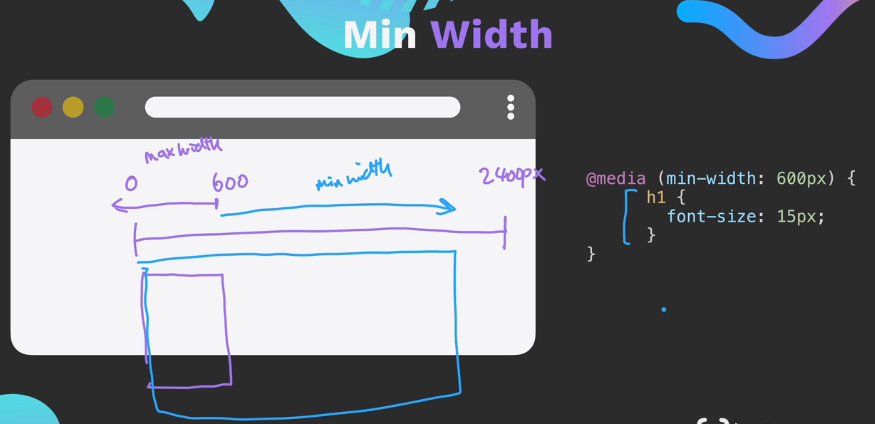 Min Width
max width
0 600 min width 2400px
@media (min-width: 600px) {
h1 {
font-size: 15px;
}
}